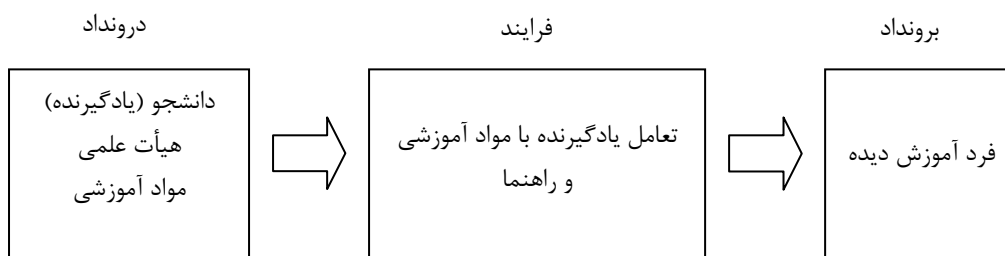 درونداد
فرایند
برونداد
دانشجو (یادگیرنده)
هیأت علمی
مواد آموزشی
تعامل یادگیرنده با مواد آموزشی
و راهنما
فرد آموزش دیده